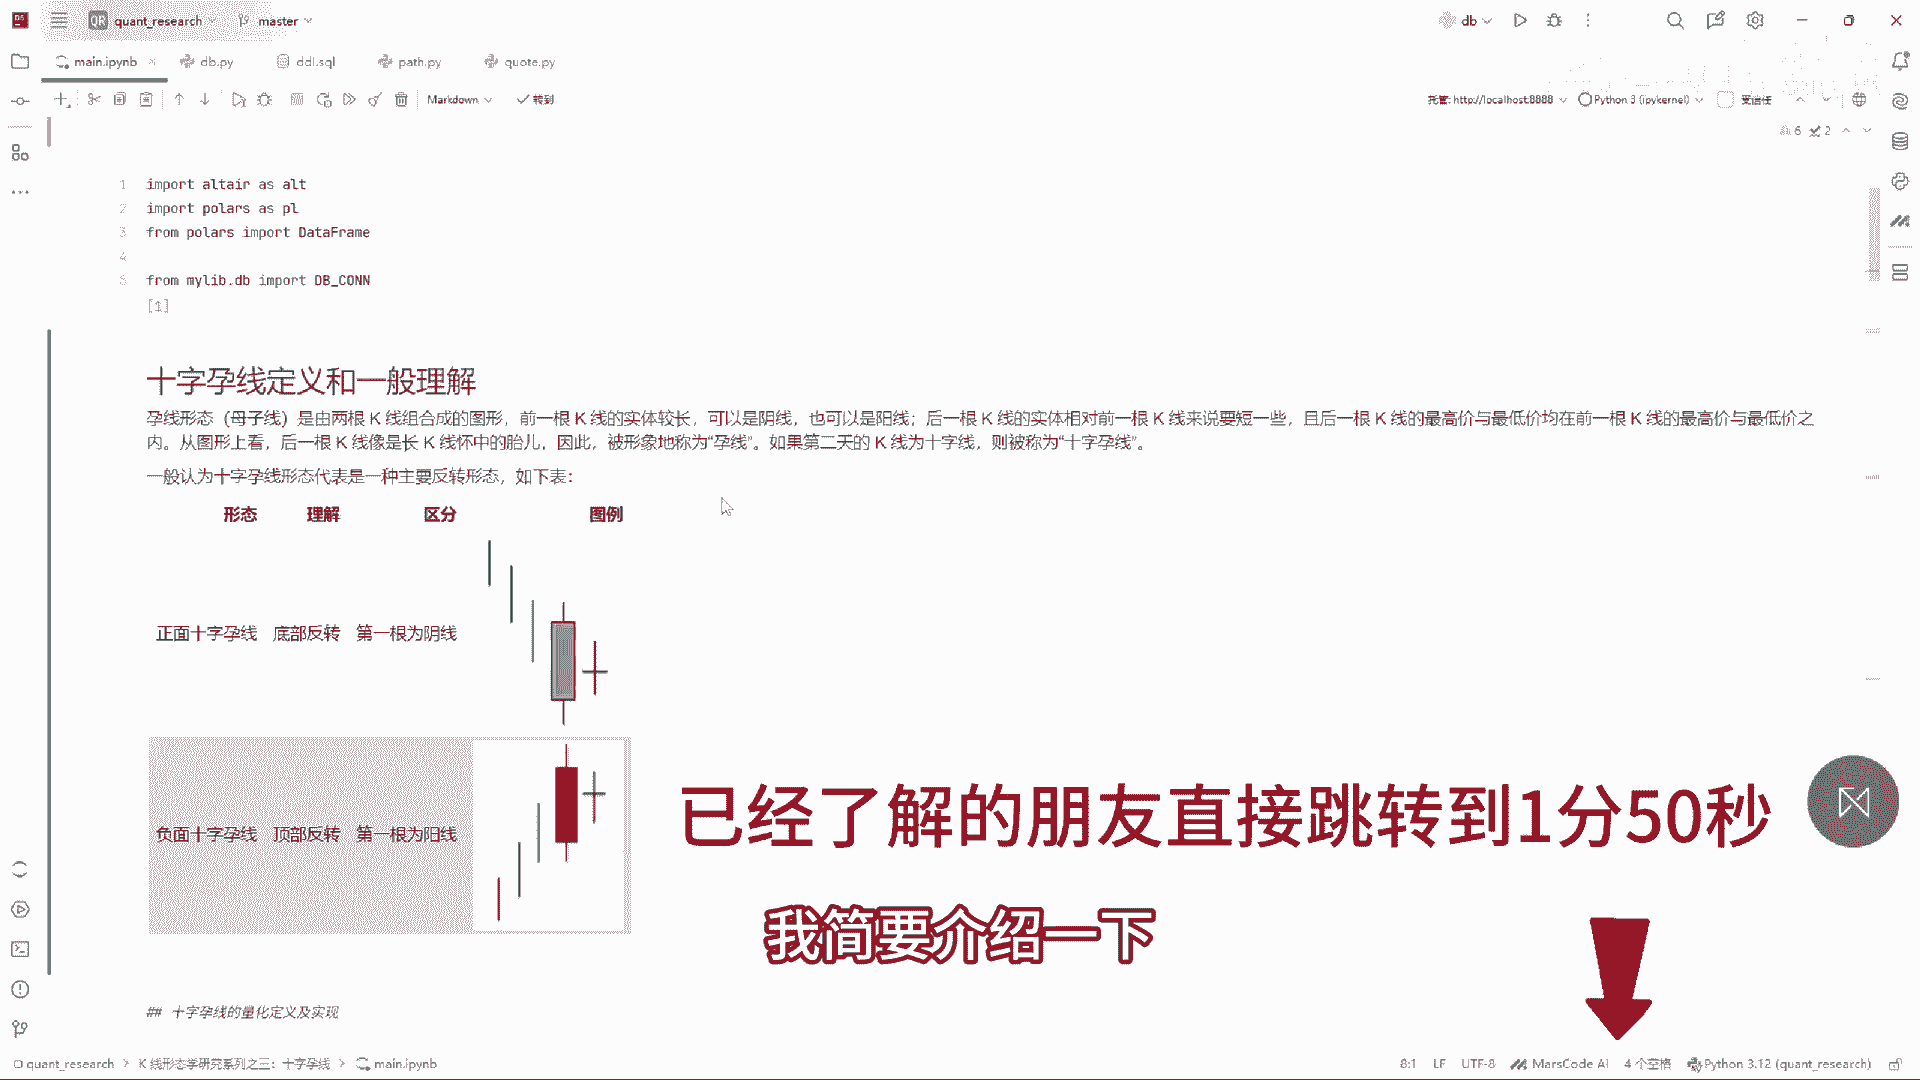 QR quant_research master db
main.ipynb db.py ddl.sql path.py quote.py
Markdown 转到 托管: http://localhost:8888 Python 3 (ipykernel) 受信任
6 2
1 import altair as alt
2 import polars as pl
3 from polars import DataFrame
4
5 from mylib.db import DB_CONN
[1]
十字孕线定义和一般理解
孕线形态（母子线）是由两根 K 线组合成的图形，前一根 K 线的实体较长，可以是阴线，也可以是阳线；后一根 K 线的实体相对前一根 K 线来说要短一些，且后一根 K 线的最高价与最低价均在前一根 K 线的最高价与最低价之
内。从图形上看，后一根 K 线像是长 K 线怀中的胎儿，因此，被形象地称为“孕线”。如果第二天的 K 线为十字线，则被称为“十字孕线”。
一般认为十字孕线形态代表是一种主要反转形态，如下表：
形态 理解 区分 图例
正面十字孕线 底部反转 第一根为阴线
负面十字孕线 顶部反转 第一根为阳线
已经了解的朋友直接跳转到1分50秒
我简要介绍一下
## 十字孕线的量化定义及实现
quant_research > K 线形态学研究系列之三：十字孕线 > main.ipynb 8:1 LF UTF-8 MarsCode AI 4 个空格 Python 3.12 (quant_research)